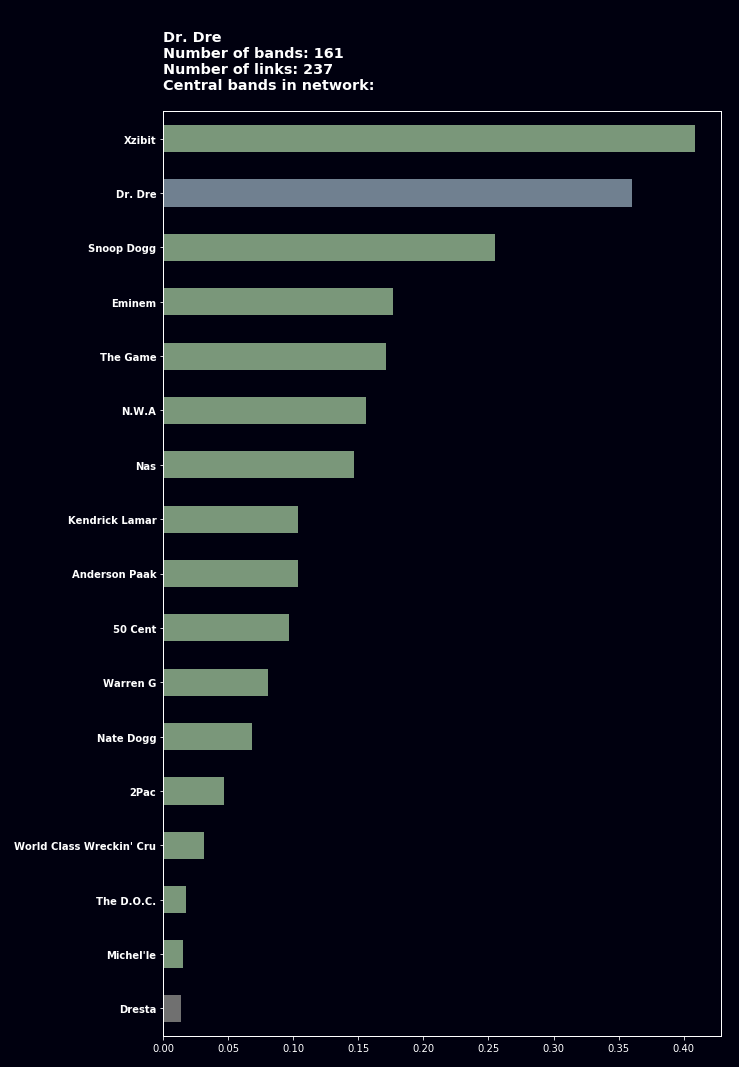 Dr. Dre
Number of bands: 161
Number of links: 237
Central bands in network:
Xzibit
Dr. Dre
Snoop Dogg
Eminem
The Game
N.W.A
Nas
Kendrick Lamar
Anderson Paak
50 Cent
Warren G
Nate Dogg
2Pac
World Class Wreckin' Cru
The D.O.C.
Michel'le
Dresta
0.00 0.05 0.10 0.15 0.20 0.25 0.30 0.35 0.40